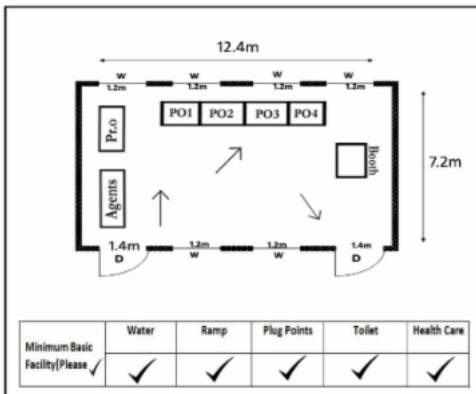 12.4m
W W W W
1.2m 1.2m 1.2m 1.2m
Pr.o
PO1 PO2 PO3 PO4
Booth
7.2m
Agents
1.4m 1.2m 1.2m 1.4m
D W W D
Water Ramp Plug Points Toilet Health Care
Minimum Basic
Facility(Please ✓ ✓ ✓ ✓ ✓ ✓